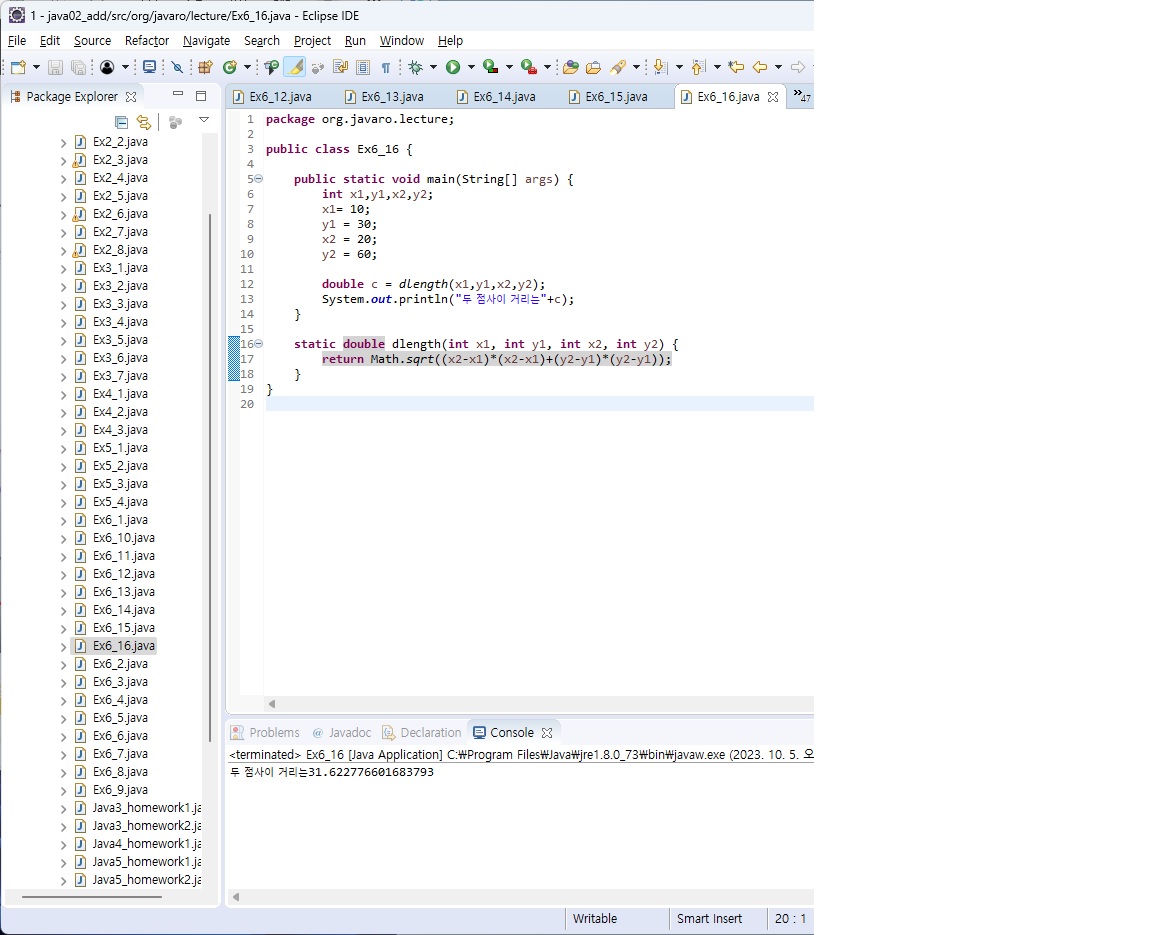 1 - java02_add/src/org/javaro/lecture/Ex6_16.java - Eclipse IDE
File Edit Source Refactor Navigate Search Project Run Window Help
Package Explorer
Ex2_2.java
Ex2_3.java
Ex2_4.java
Ex2_5.java
Ex2_6.java
Ex2_7.java
Ex2_8.java
Ex3_1.java
Ex3_2.java
Ex3_3.java
Ex3_4.java
Ex3_5.java
Ex3_6.java
Ex3_7.java
Ex4_1.java
Ex4_2.java
Ex4_3.java
Ex5_1.java
Ex5_2.java
Ex5_3.java
Ex5_4.java
Ex6_1.java
Ex6_10.java
Ex6_11.java
Ex6_12.java
Ex6_13.java
Ex6_14.java
Ex6_15.java
Ex6_16.java
Ex6_2.java
Ex6_3.java
Ex6_4.java
Ex6_5.java
Ex6_6.java
Ex6_7.java
Ex6_8.java
Ex6_9.java
Java3_homework1.ja
Java3_homework2.ja
Java4_homework1.ja
Java5_homework1.ja
Java5_homework2.ja
Ex6_12.java Ex6_13.java Ex6_14.java Ex6_15.java Ex6_16.java »47
1 package org.javaro.lecture;
2
3 public class Ex6_16 {
4
5 public static void main(String[] args) {
6 int x1,y1,x2,y2;
7 x1= 10;
8 y1 = 30;
9 x2 = 20;
10 y2 = 60;
11
12 double c = dlength(x1,y1,x2,y2);
13 System.out.println("두 점사이 거리는"+c);
14 }
15
16 static double dlength(int x1, int y1, int x2, int y2) {
17 return Math.sqrt((x2-x1)*(x2-x1)+(y2-y1)*(y2-y1));
18 }
19 }
20
Problems @ Javadoc Declaration Console
<terminated> Ex6_16 [Java Application] C:₩Program Files₩Java₩jre1.8.0_73₩bin₩javaw.exe (2023. 10. 5. 오
두 점사이 거리는31.622776601683793
Writable Smart Insert 20 : 1